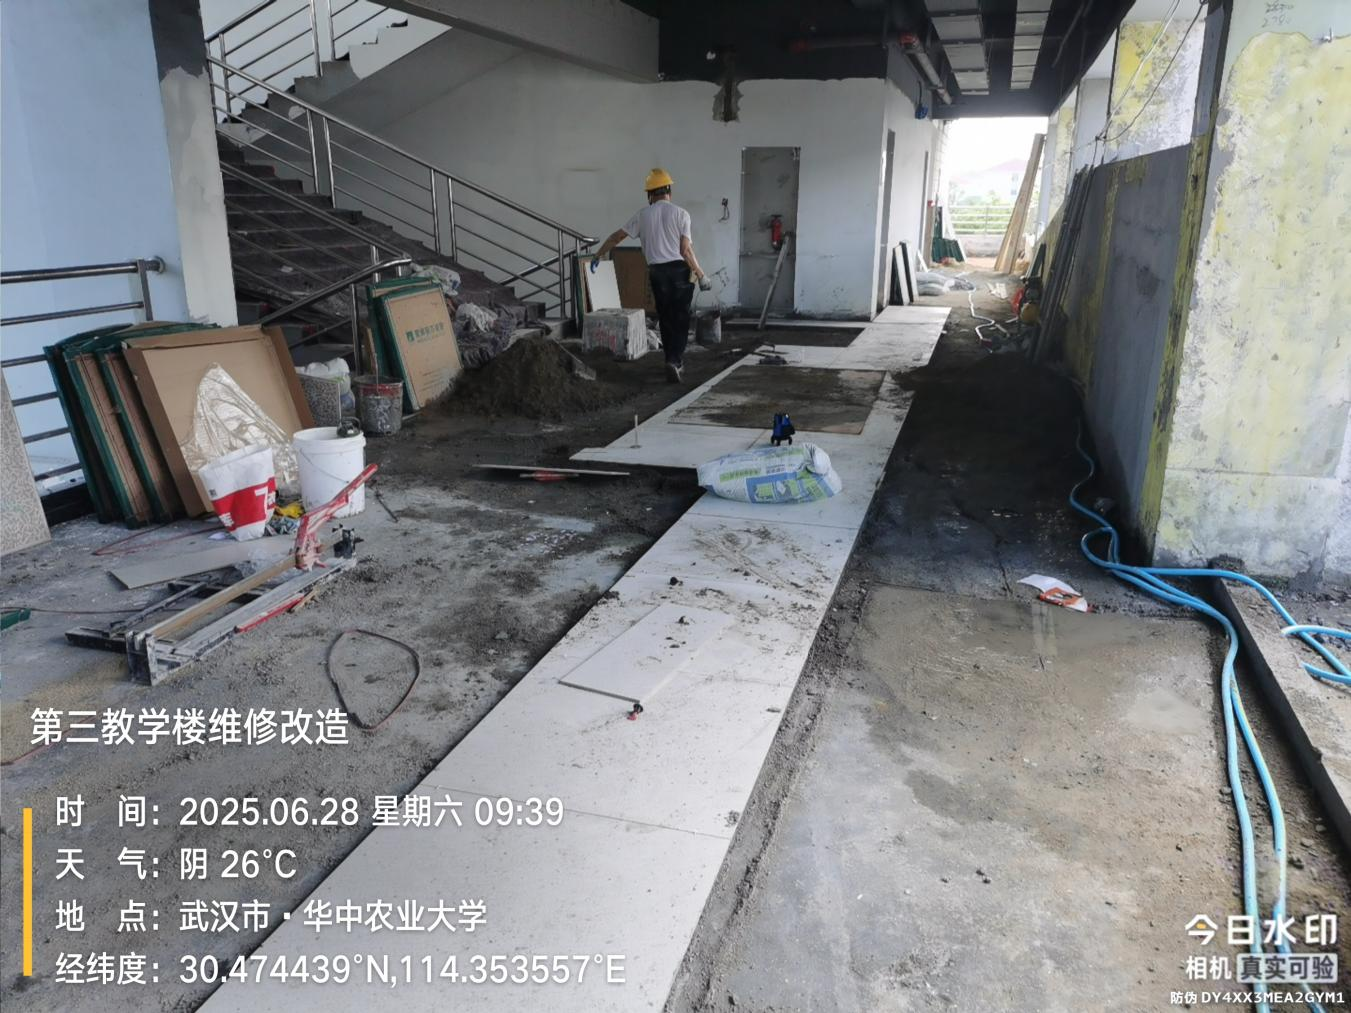 第三教学楼维修改造
时 间：2025.06.28 星期六 09:39
天 气：阴 26°C
地 点：武汉市·华中农业大学
经纬度：30.474439°N,114.353557°E
今日水印
相机 真实可验
防伪 DY4XX3MEA2GYM1